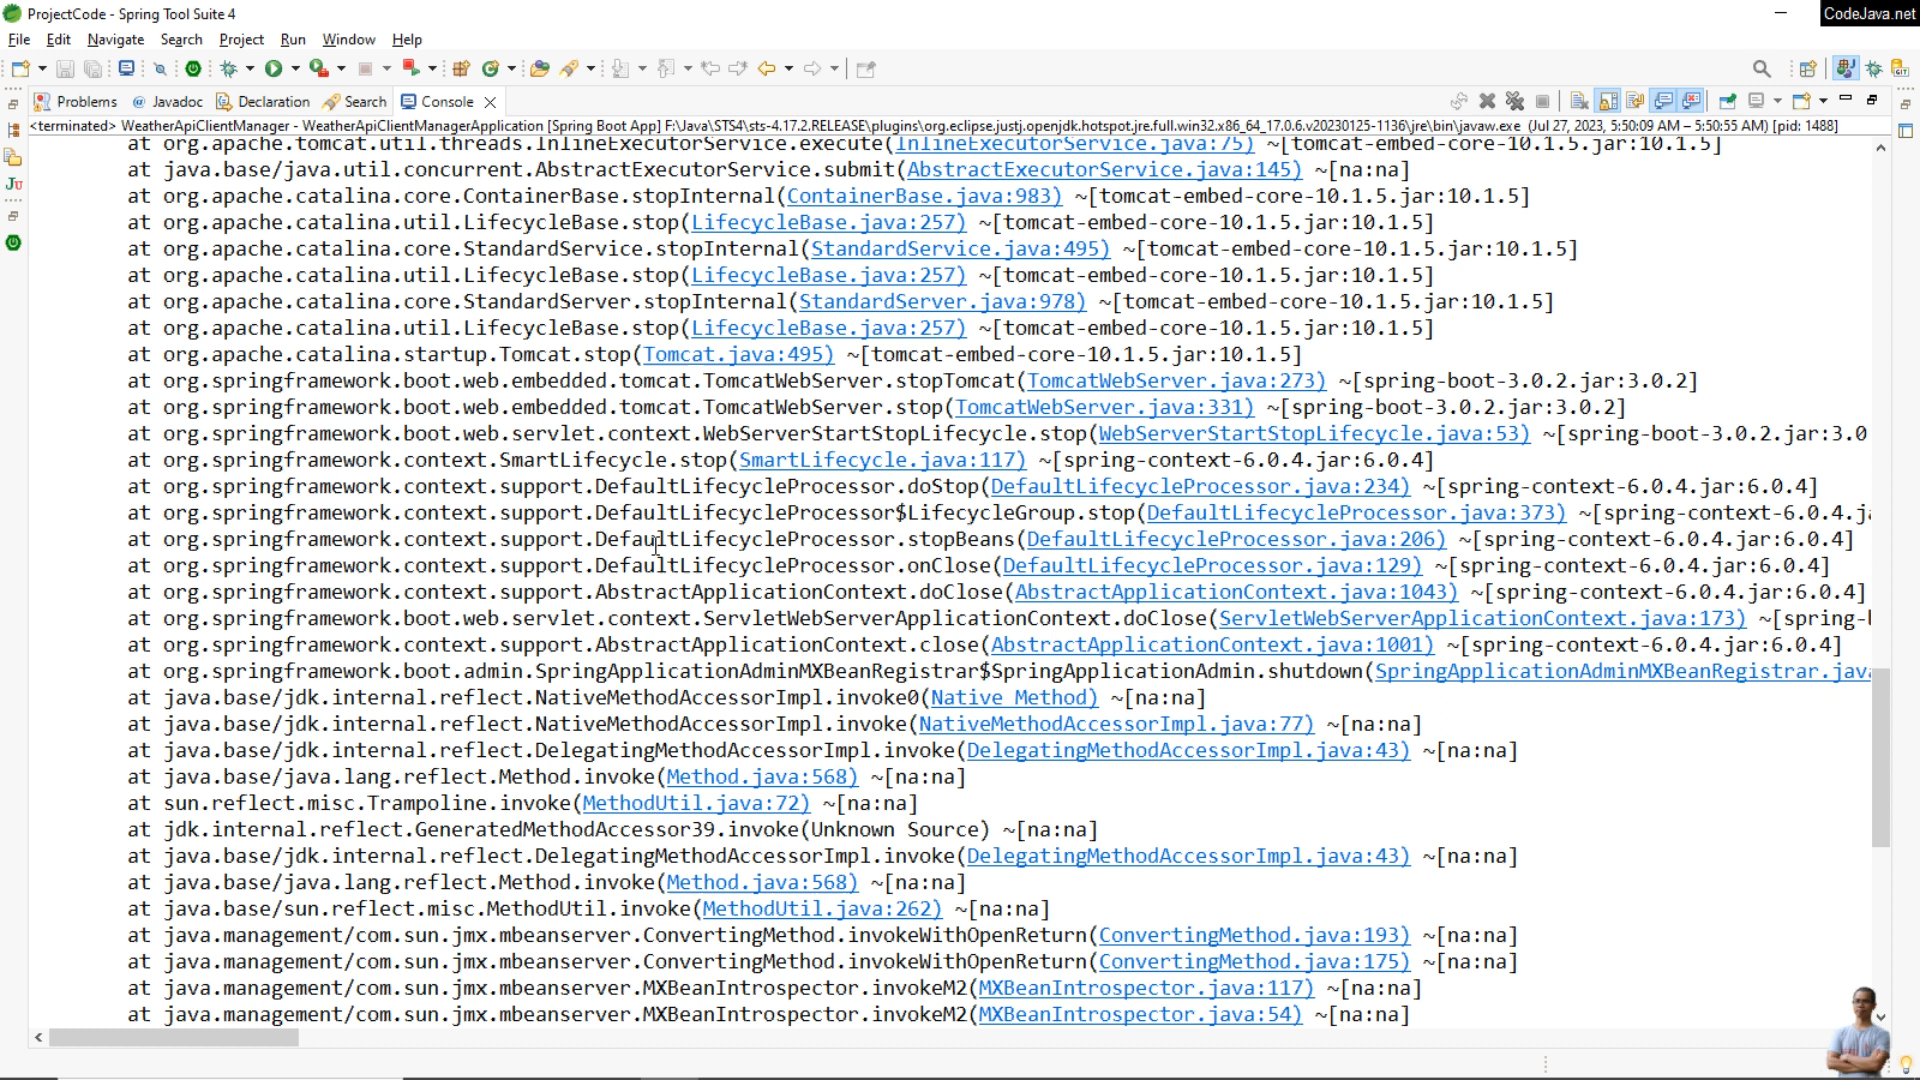 ProjectCode - Spring Tool Suite 4
CodeJava.net
File Edit Navigate Search Project Run Window Help
Problems @ Javadoc Declaration Search Console
<terminated> WeatherApiClientManager - WeatherApiClientManagerApplication [Spring Boot App] F:\Java\STS4\sts-4.17.2.RELEASE\plugins\org.eclipse.justj.openjdk.hotspot.jre.full.win32.x86_64_17.0.6.v20230125-1136\jre\bin\javaw.exe (Jul 27, 2023, 5:50:09 AM – 5:50:55 AM) [pid: 1488]
at org.apache.tomcat.util.threads.InlineExecutorService.execute(InlineExecutorService.java:75) ~[tomcat-embed-core-10.1.5.jar:10.1.5]
at java.base/java.util.concurrent.AbstractExecutorService.submit(AbstractExecutorService.java:145) ~[na:na]
at org.apache.catalina.core.ContainerBase.stopInternal(ContainerBase.java:983) ~[tomcat-embed-core-10.1.5.jar:10.1.5]
at org.apache.catalina.util.LifecycleBase.stop(LifecycleBase.java:257) ~[tomcat-embed-core-10.1.5.jar:10.1.5]
at org.apache.catalina.core.StandardService.stopInternal(StandardService.java:495) ~[tomcat-embed-core-10.1.5.jar:10.1.5]
at org.apache.catalina.util.LifecycleBase.stop(LifecycleBase.java:257) ~[tomcat-embed-core-10.1.5.jar:10.1.5]
at org.apache.catalina.core.StandardServer.stopInternal(StandardServer.java:978) ~[tomcat-embed-core-10.1.5.jar:10.1.5]
at org.apache.catalina.util.LifecycleBase.stop(LifecycleBase.java:257) ~[tomcat-embed-core-10.1.5.jar:10.1.5]
at org.apache.catalina.startup.Tomcat.stop(Tomcat.java:495) ~[tomcat-embed-core-10.1.5.jar:10.1.5]
at org.springframework.boot.web.embedded.tomcat.TomcatWebServer.stopTomcat(TomcatWebServer.java:273) ~[spring-boot-3.0.2.jar:3.0.2]
at org.springframework.boot.web.embedded.tomcat.TomcatWebServer.stop(TomcatWebServer.java:331) ~[spring-boot-3.0.2.jar:3.0.2]
at org.springframework.boot.web.servlet.context.WebServerStartStopLifecycle.stop(WebServerStartStopLifecycle.java:53) ~[spring-boot-3.0.2.jar:3.0
at org.springframework.context.SmartLifecycle.stop(SmartLifecycle.java:117) ~[spring-context-6.0.4.jar:6.0.4]
at org.springframework.context.support.DefaultLifecycleProcessor.doStop(DefaultLifecycleProcessor.java:234) ~[spring-context-6.0.4.jar:6.0.4]
at org.springframework.context.support.DefaultLifecycleProcessor$LifecycleGroup.stop(DefaultLifecycleProcessor.java:373) ~[spring-context-6.0.4.ja
at org.springframework.context.support.DefaultLifecycleProcessor.stopBeans(DefaultLifecycleProcessor.java:206) ~[spring-context-6.0.4.jar:6.0.4]
at org.springframework.context.support.DefaultLifecycleProcessor.onClose(DefaultLifecycleProcessor.java:129) ~[spring-context-6.0.4.jar:6.0.4]
at org.springframework.context.support.AbstractApplicationContext.doClose(AbstractApplicationContext.java:1043) ~[spring-context-6.0.4.jar:6.0.4]
at org.springframework.boot.web.servlet.context.ServletWebServerApplicationContext.doClose(ServletWebServerApplicationContext.java:173) ~[spring-b
at org.springframework.context.support.AbstractApplicationContext.close(AbstractApplicationContext.java:1001) ~[spring-context-6.0.4.jar:6.0.4]
at org.springframework.boot.admin.SpringApplicationAdminMXBeanRegistrar$SpringApplicationAdmin.shutdown(SpringApplicationAdminMXBeanRegistrar.java
at java.base/jdk.internal.reflect.NativeMethodAccessorImpl.invoke0(Native Method) ~[na:na]
at java.base/jdk.internal.reflect.NativeMethodAccessorImpl.invoke(NativeMethodAccessorImpl.java:77) ~[na:na]
at java.base/jdk.internal.reflect.DelegatingMethodAccessorImpl.invoke(DelegatingMethodAccessorImpl.java:43) ~[na:na]
at java.base/java.lang.reflect.Method.invoke(Method.java:568) ~[na:na]
at sun.reflect.misc.Trampoline.invoke(MethodUtil.java:72) ~[na:na]
at jdk.internal.reflect.GeneratedMethodAccessor39.invoke(Unknown Source) ~[na:na]
at java.base/jdk.internal.reflect.DelegatingMethodAccessorImpl.invoke(DelegatingMethodAccessorImpl.java:43) ~[na:na]
at java.base/java.lang.reflect.Method.invoke(Method.java:568) ~[na:na]
at java.base/sun.reflect.misc.MethodUtil.invoke(MethodUtil.java:262) ~[na:na]
at java.management/com.sun.jmx.mbeanserver.ConvertingMethod.invokeWithOpenReturn(ConvertingMethod.java:193) ~[na:na]
at java.management/com.sun.jmx.mbeanserver.ConvertingMethod.invokeWithOpenReturn(ConvertingMethod.java:175) ~[na:na]
at java.management/com.sun.jmx.mbeanserver.MXBeanIntrospector.invokeM2(MXBeanIntrospector.java:117) ~[na:na]
at java.management/com.sun.jmx.mbeanserver.MXBeanIntrospector.invokeM2(MXBeanIntrospector.java:54) ~[na:na]